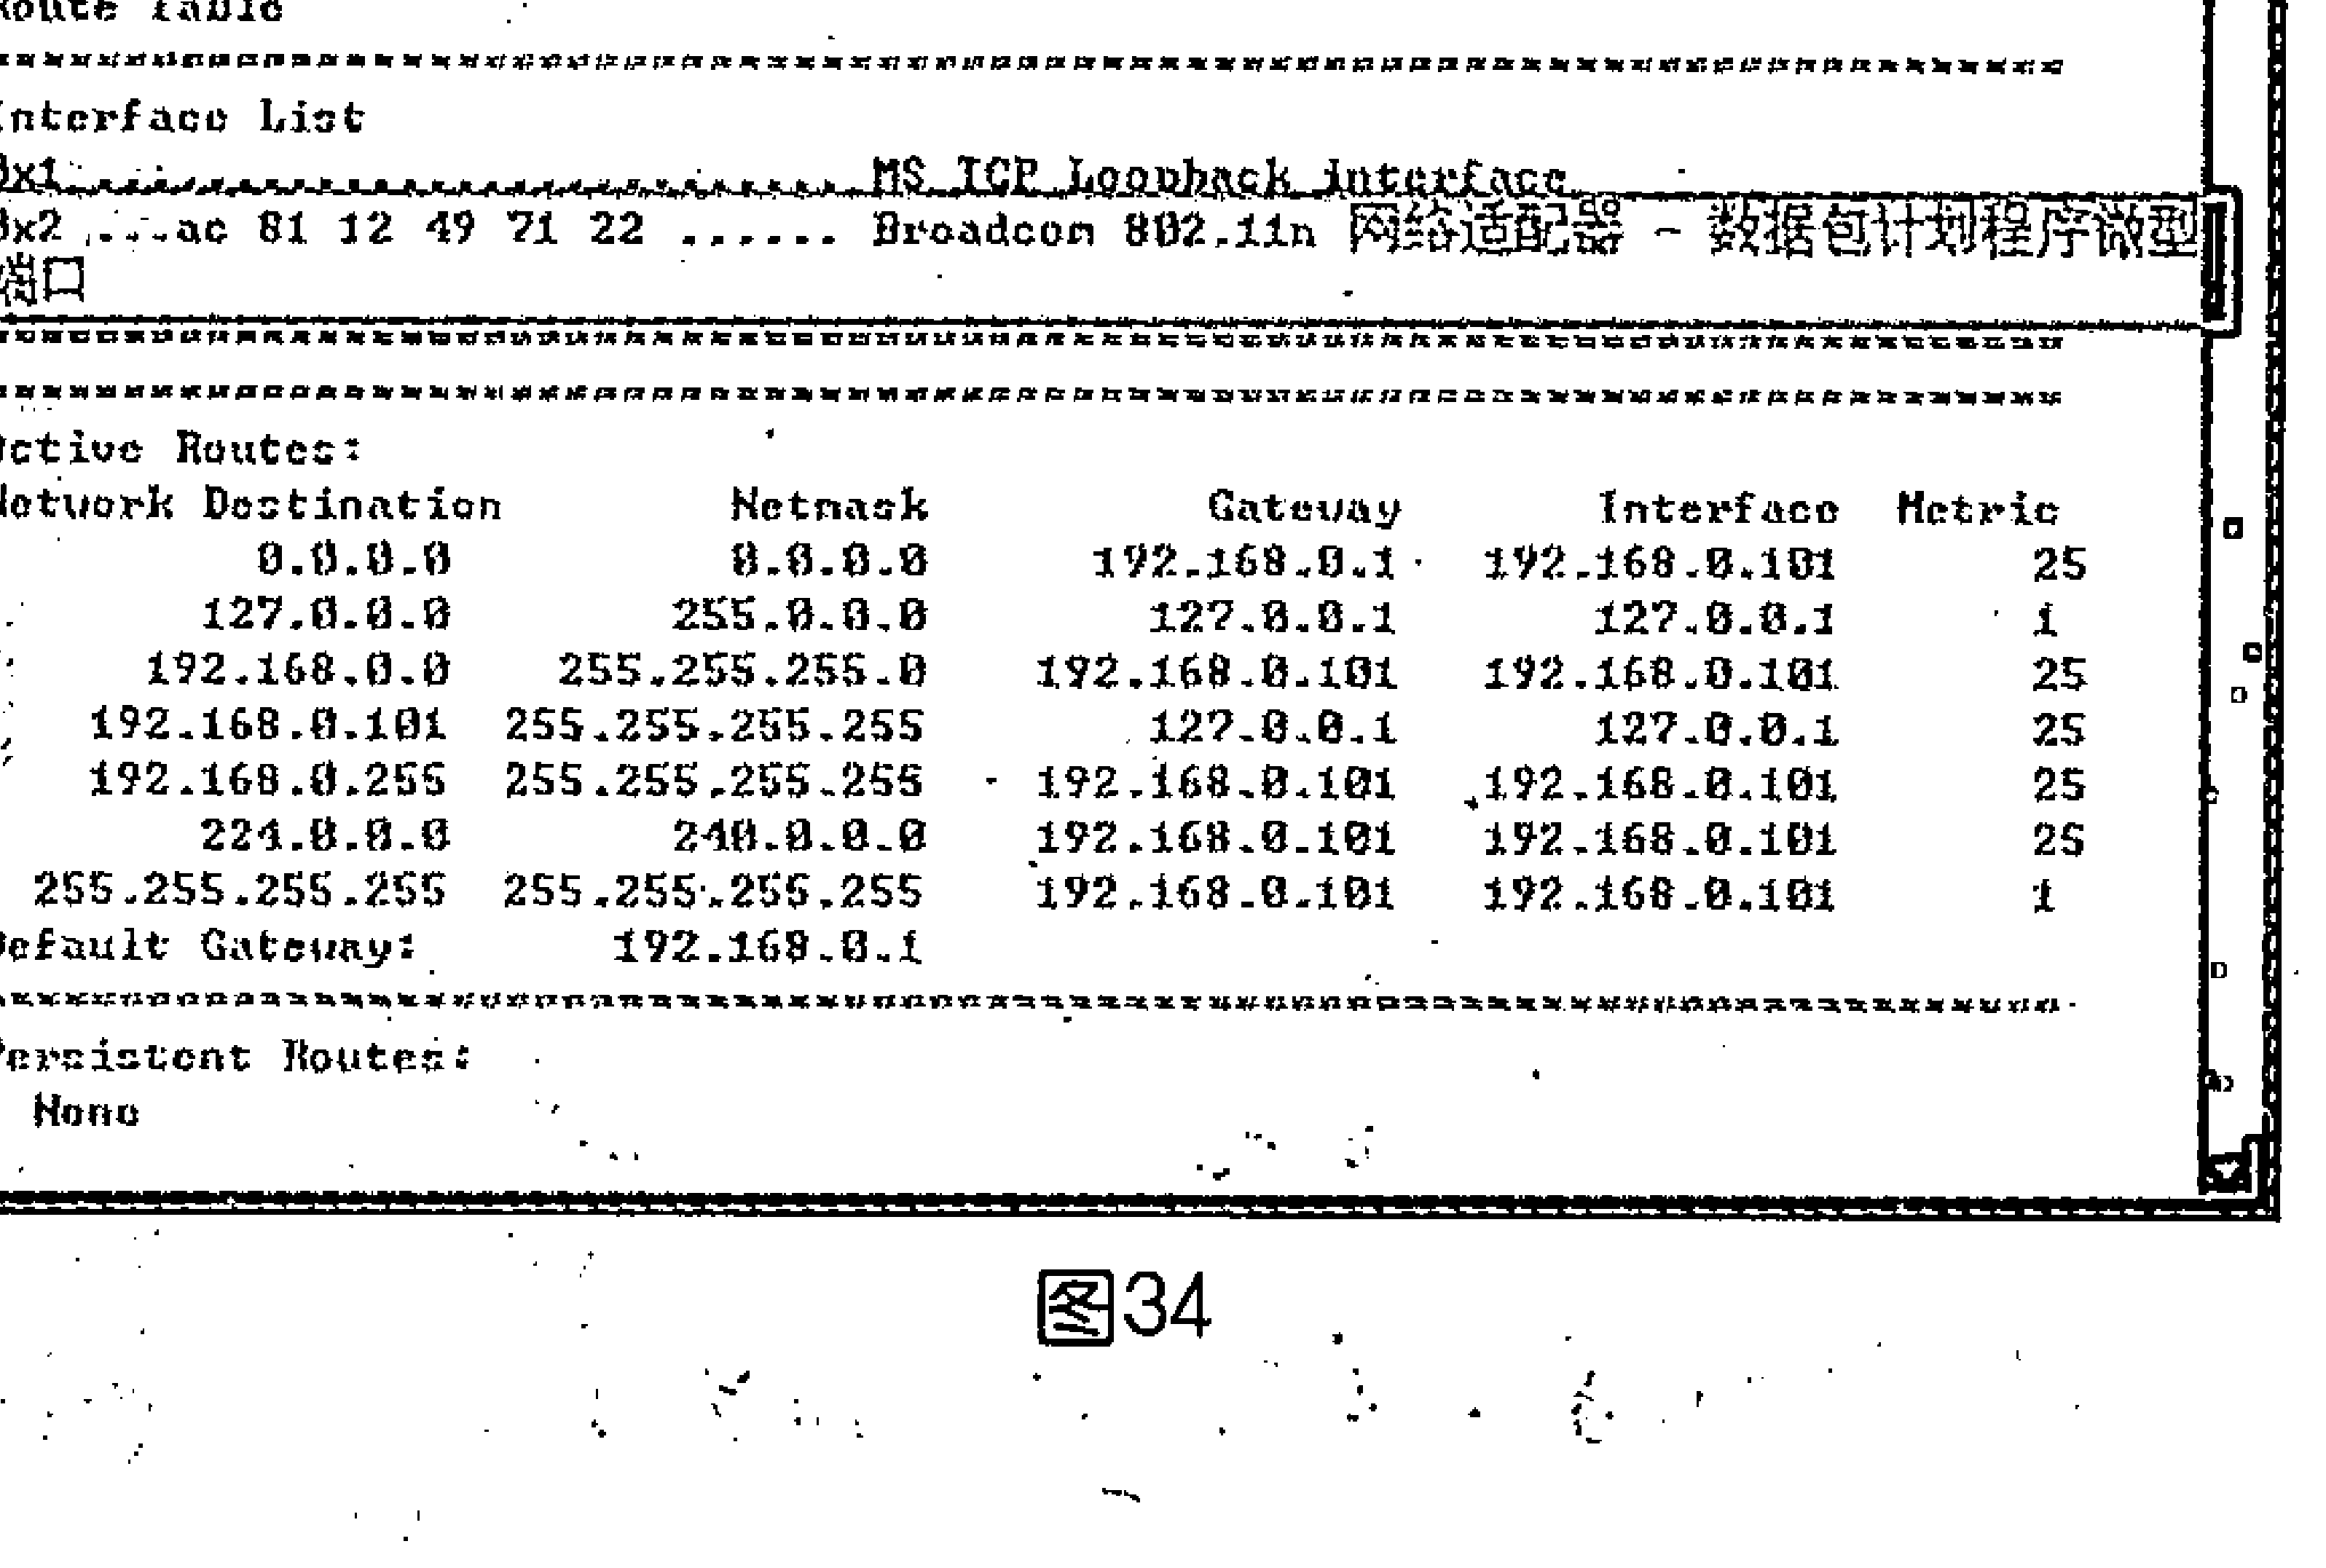 Route Table
===========================================================================
Interface List
0x1 ........................... MS TCP Loopback interface
0x2 ...ac 81 12 49 71 22 ...... Broadcom 802.11n 网络适配器 - 数据包计划程序微型
端口
===========================================================================
===========================================================================
Active Routes:
Network Destination Netmask Gateway Interface Metric
0.0.0.0 0.0.0.0 192.168.0.1 192.168.0.101 25
127.0.0.0 255.0.0.0 127.0.0.1 127.0.0.1 1
192.168.0.0 255.255.255.0 192.168.0.101 192.168.0.101 25
192.168.0.101 255.255.255.255 127.0.0.1 127.0.0.1 25
192.168.0.255 255.255.255.255 192.168.0.101 192.168.0.101 25
224.0.0.0 240.0.0.0 192.168.0.101 192.168.0.101 25
255.255.255.255 255.255.255.255 192.168.0.101 192.168.0.101 1
Default Gateway: 192.168.0.1
===========================================================================
Persistent Routes:
None
图34